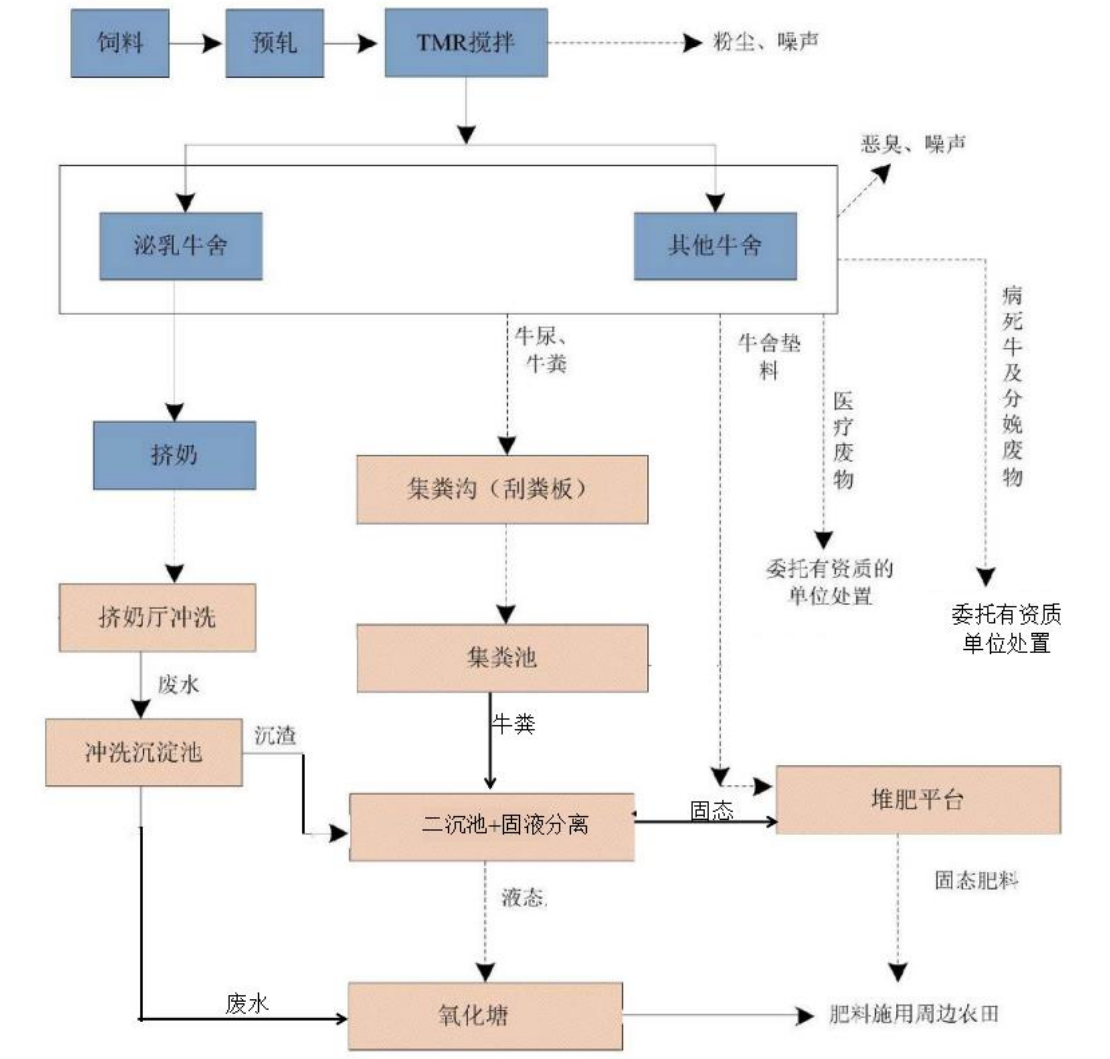 饲料
预轧
TMR搅拌
粉尘、噪声
恶臭、噪声
泌乳牛舍
其他牛舍
牛尿、
牛粪
牛舍垫
料
医疗废物
病死牛及分娩废物
挤奶
集粪沟（刮粪板）
委托有资质的
单位处置
委托有资质
单位处置
挤奶厅冲洗
集粪池
废水
牛粪
冲洗沉淀池
沉渣
二沉池+固液分离
固态
堆肥平台
液态
固态肥料
废水
氧化塘
肥料施用周边农田